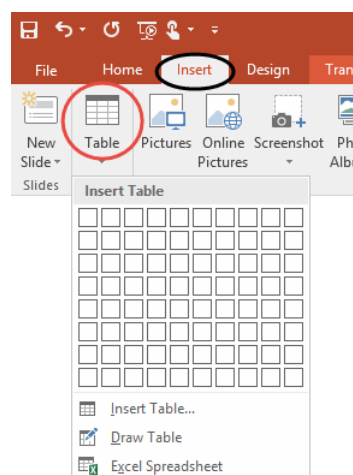 File Home Insert Design Tran
New Slide
Table
Pictures
Online Pictures
Screenshot
Ph
Alb
Slides
Insert Table
Insert Table...
Draw Table
Excel Spreadsheet